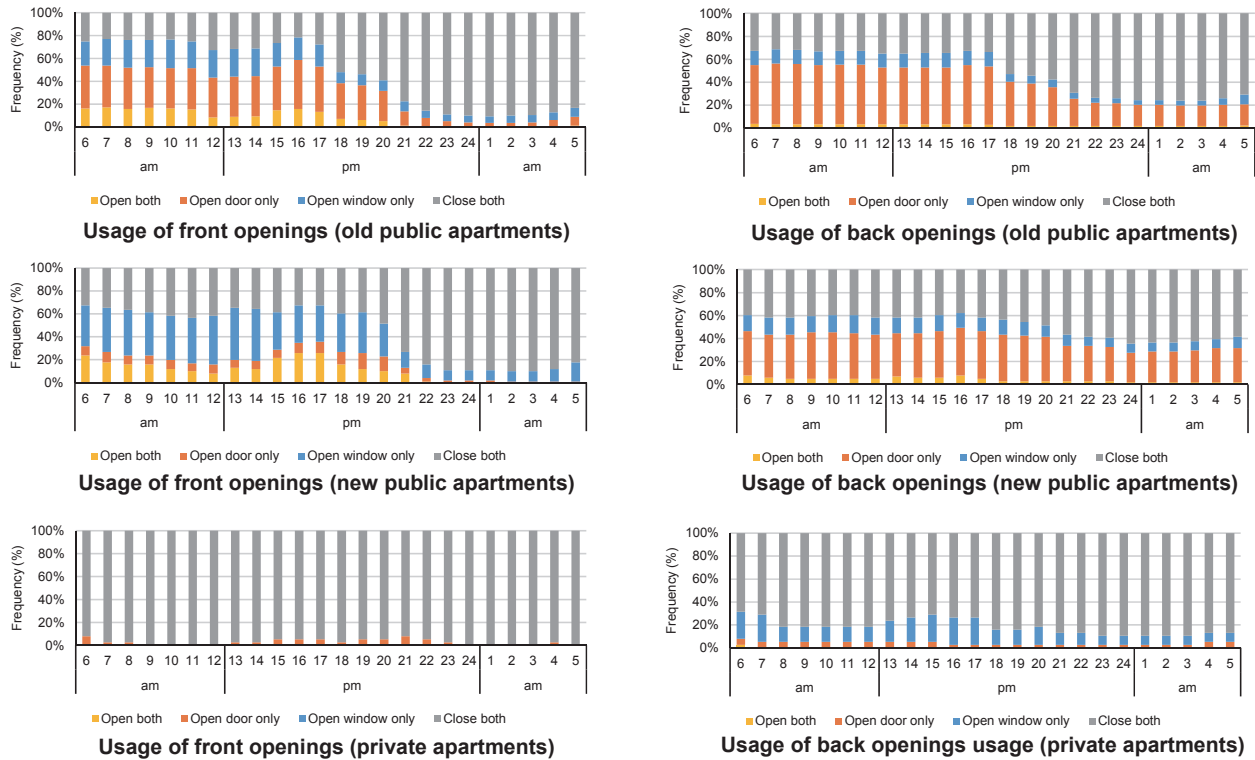 100%
80%
60%
40%
20%
0%
Frequency (%)
6 7 8 9 10 11 12 13 14 15 16 17 18 19 20 21 22 23 24 1 2 3 4 5
am pm am
Open both Open door only Open window only Close both
Usage of front openings (old public apartments)
100%
80%
60%
40%
20%
0%
Frequency (%)
6 7 8 9 10 11 12 13 14 15 16 17 18 19 20 21 22 23 24 1 2 3 4 5
am pm am
Open both Open door only Open window only Close both
Usage of back openings (old public apartments)
100%
80%
60%
40%
20%
0%
Frequency (%)
6 7 8 9 10 11 12 13 14 15 16 17 18 19 20 21 22 23 24 1 2 3 4 5
am pm am
Open both Open door only Open window only Close both
Usage of front openings (new public apartments)
100%
80%
60%
40%
20%
0%
Frequency (%)
6 7 8 9 10 11 12 13 14 15 16 17 18 19 20 21 22 23 24 1 2 3 4 5
am pm am
Open both Open door only Open window only Close both
Usage of back openings (new public apartments)
100%
80%
60%
40%
20%
0%
Frequency (%)
6 7 8 9 10 11 12 13 14 15 16 17 18 19 20 21 22 23 24 1 2 3 4 5
am pm am
Open both Open door only Open window only Close both
Usage of front openings (private apartments)
100%
80%
60%
40%
20%
0%
Frequency (%)
6 7 8 9 10 11 12 13 14 15 16 17 18 19 20 21 22 23 24 1 2 3 4 5
am pm am
Open both Open door only Open window only Close both
Usage of back openings usage (private apartments)